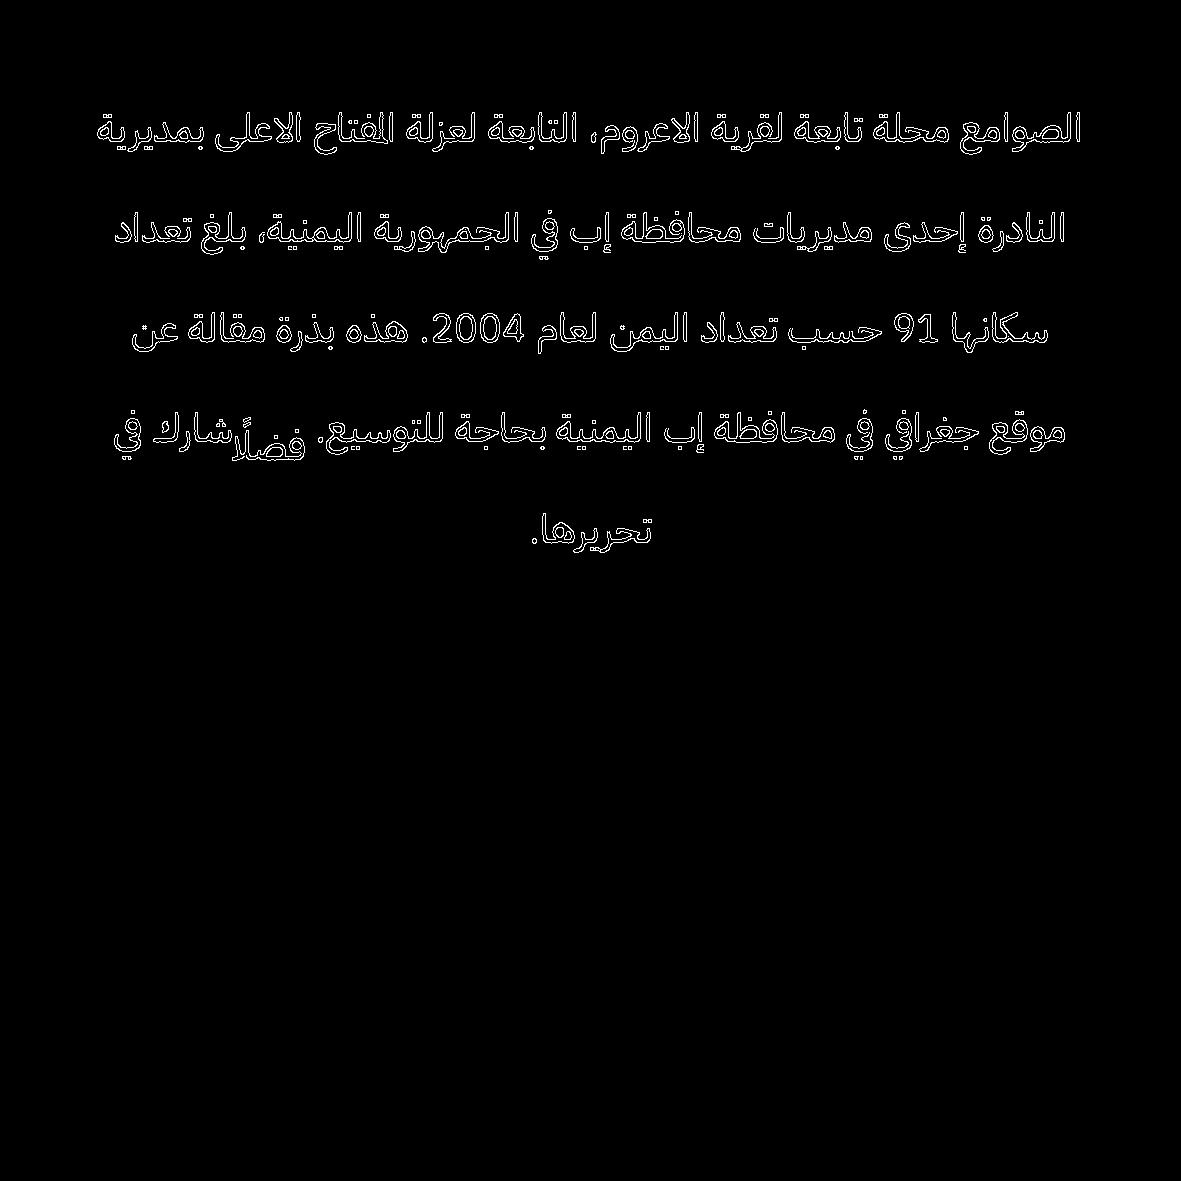 الصوامع محلة تابعة لقرية الاعروم، التابعة لعزلة المفتاح الاعلى بمديرية
النادرة إحدى مديريات محافظة إب في الجمهورية اليمنية، بلغ تعداد
سكانها 91 حسب تعداد اليمن لعام 2004. هذه بذرة مقالة عن
موقع جغرافي في محافظة إب اليمنية بحاجة للتوسيع. فضلًا شارك في
تحريرها.